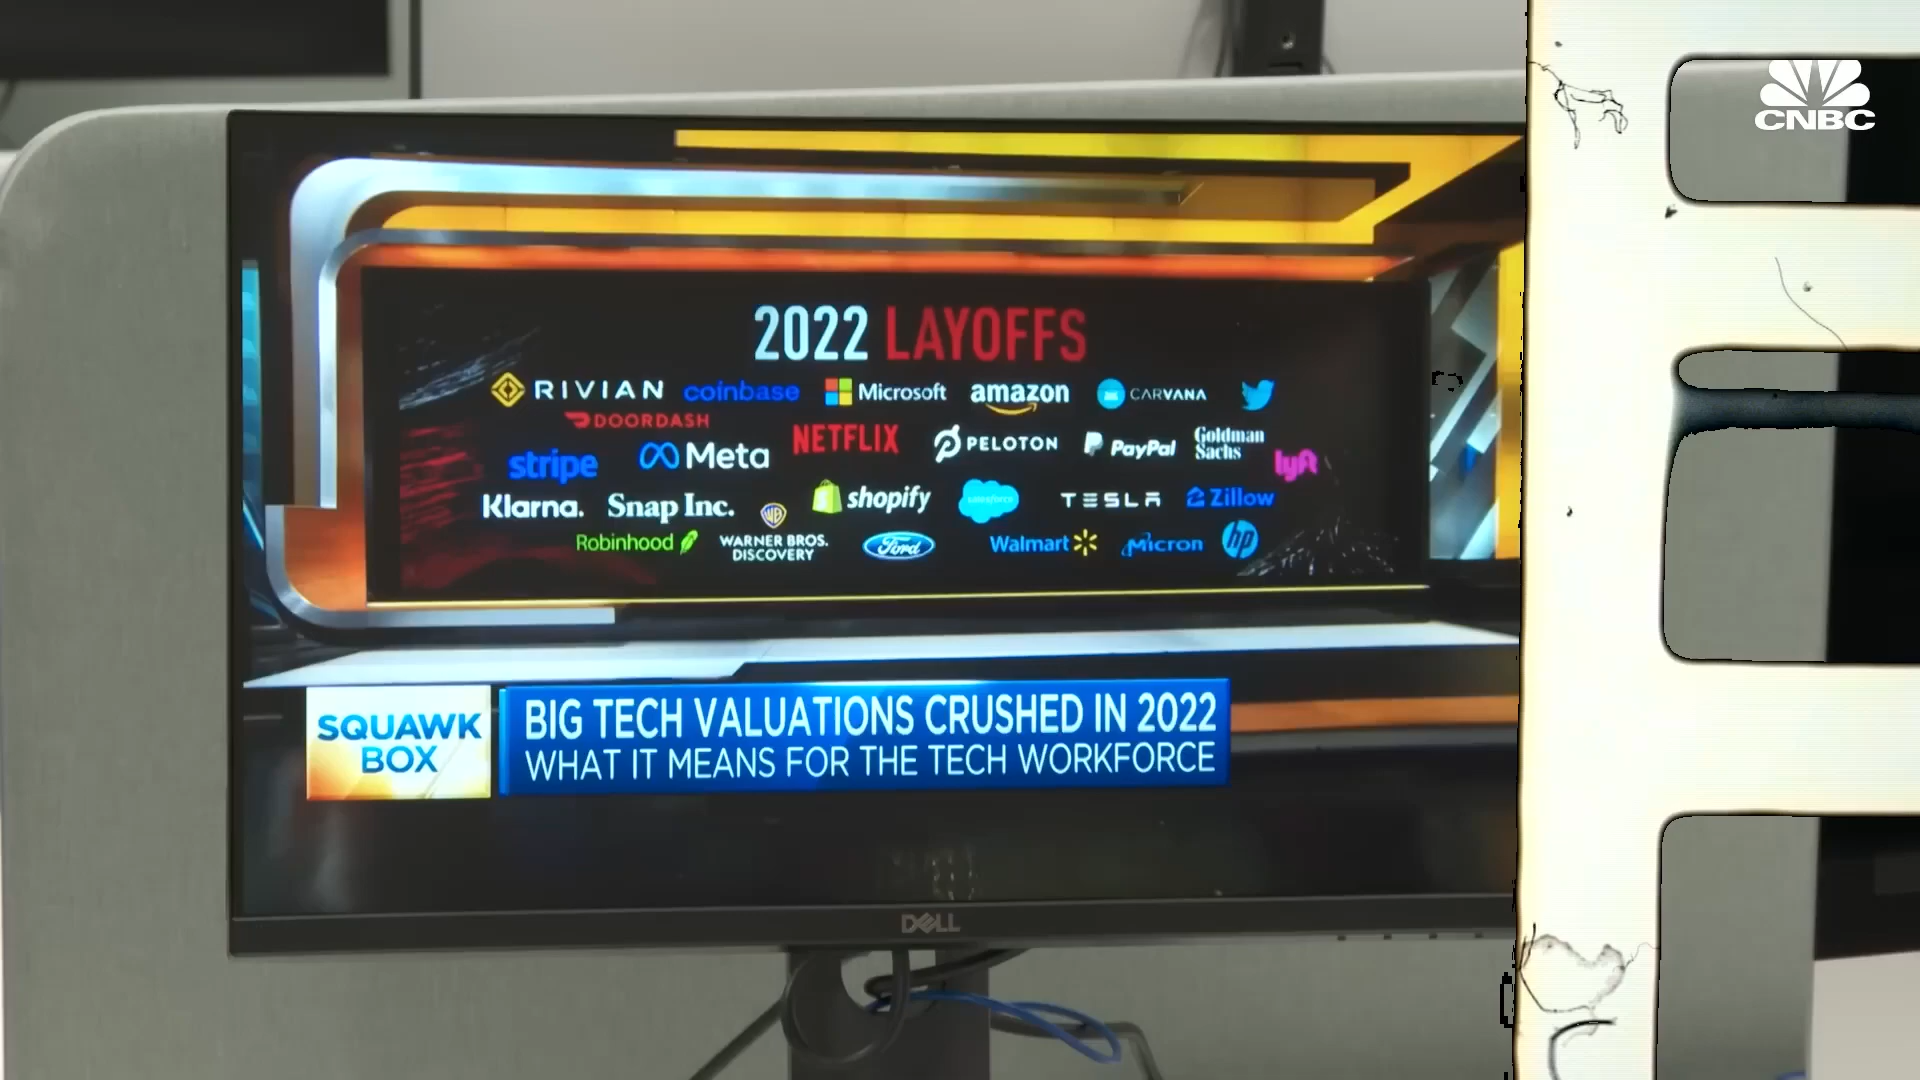 CNBC
2022 LAYOFFS
RIVIAN coinbase Microsoft amazon CARVANA
DOORDASH
stripe Meta NETFLIX PELOTON PayPal Goldman Sachs lyft
Klarna. Snap Inc. WB shopify salesforce TESLA Zillow
Robinhood WARNER BROS. DISCOVERY Ford Walmart Micron hp
SQUAWK BOX
BIG TECH VALUATIONS CRUSHED IN 2022
WHAT IT MEANS FOR THE TECH WORKFORCE
DELL